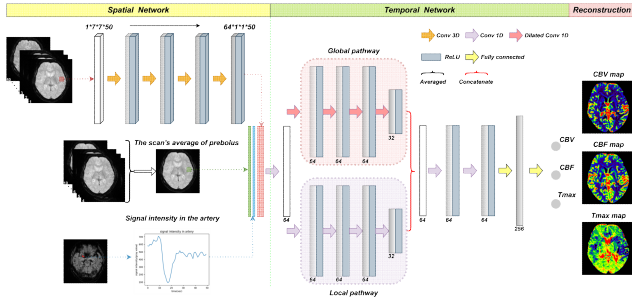 Spatial Network
Temporal Network
Reconstruction
1*7*7*50
64*1*1*50
Conv 3D
Conv 1D
Dilated Conv 1D
ReLU
Fully connected
Averaged
Concatenate
Global pathway
64
64
64
32
CBV map
The scan's average of prebolus
CBV
CBF
Tmax
CBF map
64
64
64
64
256
Signal intensity in the artery
signal intensity in artery
Tmax map
64
64
64
32
Local pathway